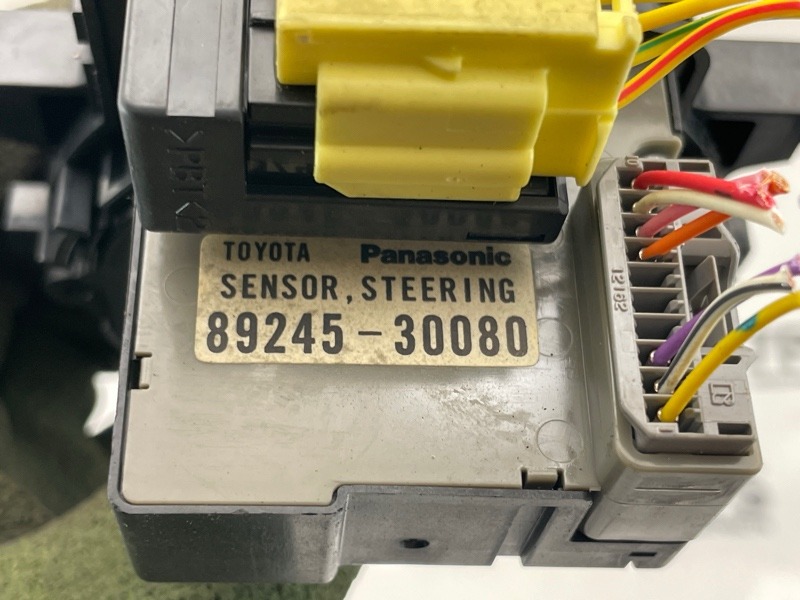 >PBT<
TOYOTA Panasonic
SENSOR, STEERING
89245-30080